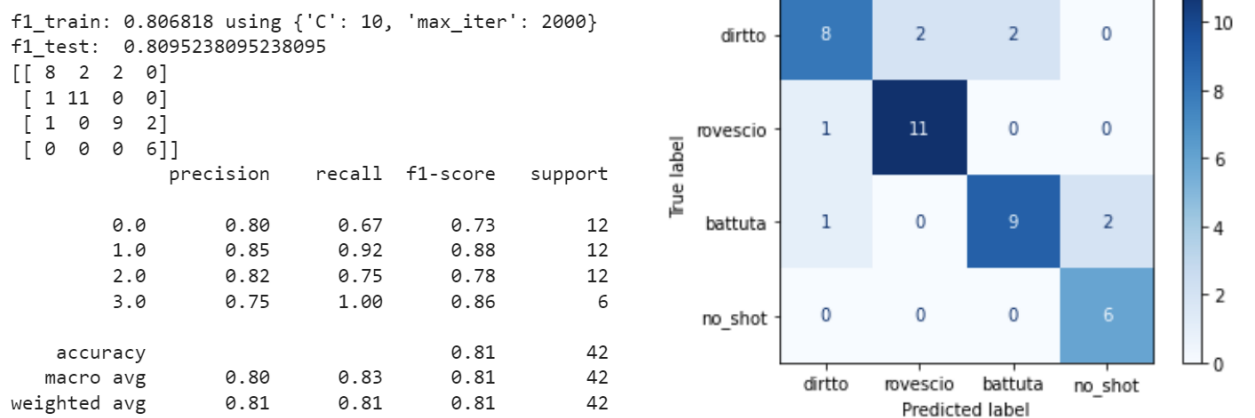 f1_train: 0.806818 using {'C': 10, 'max_iter': 2000}
f1_test:  0.8095238095238095
[[ 8  2  2  0]
 [ 1 11  0  0]
 [ 1  0  9  2]
 [ 0  0  0  6]]
precision recall f1-score support
0.0 0.80 0.67 0.73 12
1.0 0.85 0.92 0.88 12
2.0 0.82 0.75 0.78 12
3.0 0.75 1.00 0.86 6
accuracy 0.81 42
macro avg 0.80 0.83 0.81 42
weighted avg 0.81 0.81 0.81 42
True label
dirtto 8 2 2 0
rovescio 1 11 0 0
battuta 1 0 9 2
no_shot 0 0 0 6
dirtto rovescio battuta no_shot
Predicted label
10
8
6
4
2
0